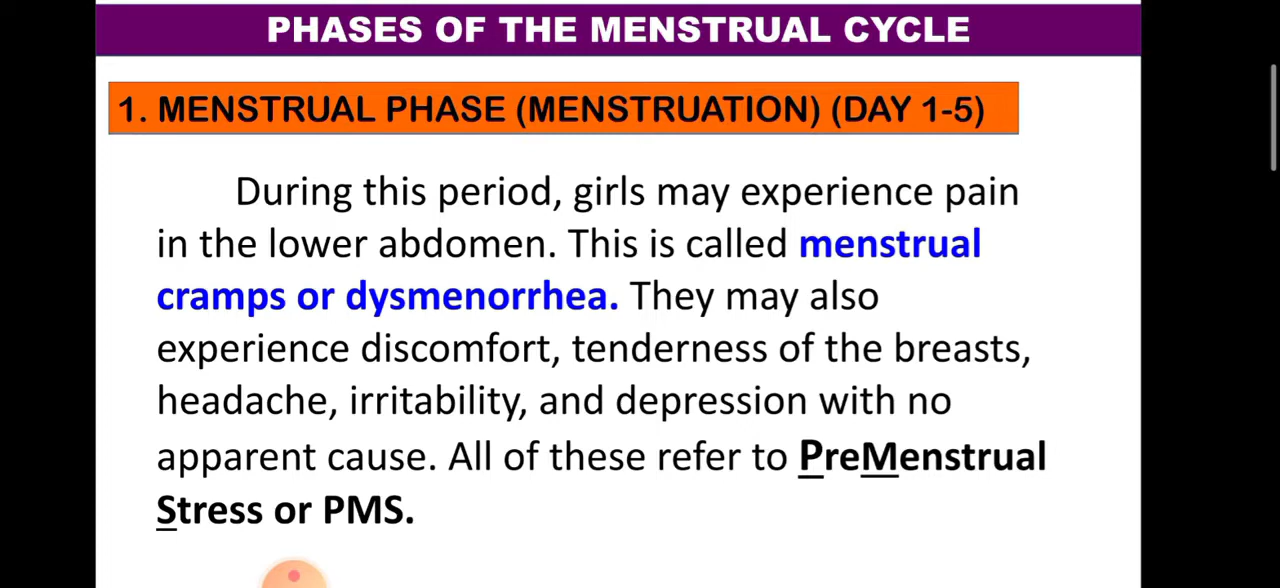 PHASES OF THE MENSTRUAL CYCLE
1. MENSTRUAL PHASE (MENSTRUATION) (DAY 1-5)
During this period, girls may experience pain
in the lower abdomen. This is called menstrual
cramps or dysmenorrhea. They may also
experience discomfort, tenderness of the breasts,
headache, irritability, and depression with no
apparent cause. All of these refer to PreMenstrual
Stress or PMS.